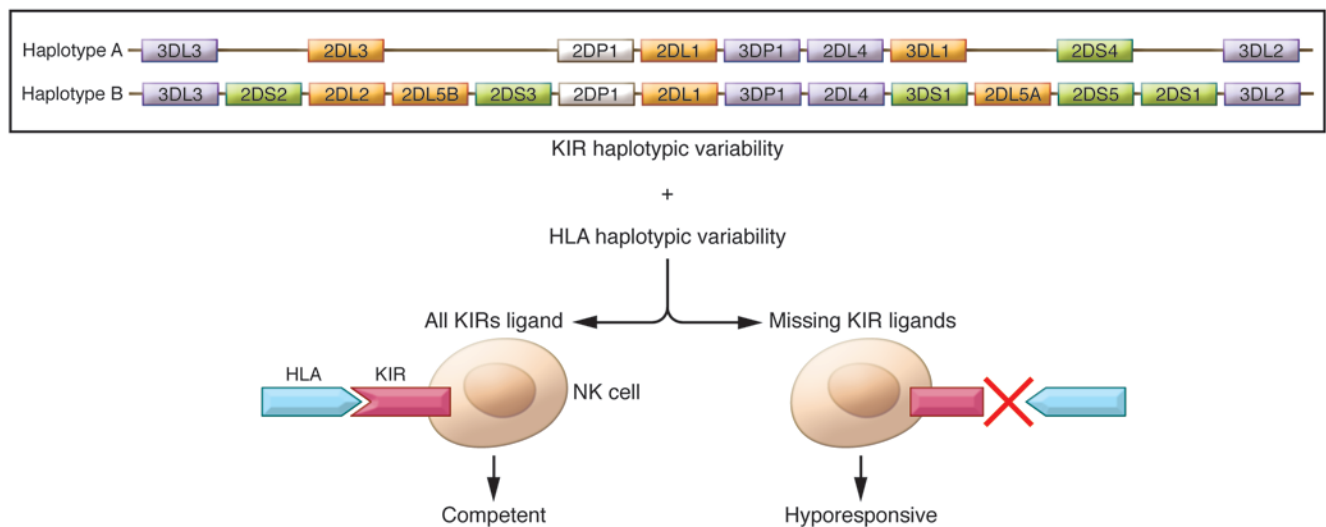 Haplotype A 3DL3 2DL3 2DP1 2DL1 3DP1 2DL4 3DL1 2DS4 3DL2
Haplotype B 3DL3 2DS2 2DL2 2DL5B 2DS3 2DP1 2DL1 3DP1 2DL4 3DS1 2DL5A 2DS5 2DS1 3DL2
KIR haplotypic variability
+
HLA haplotypic variability
All KIRs ligand Missing KIR ligands
HLA KIR
NK cell
Competent Hyporesponsive